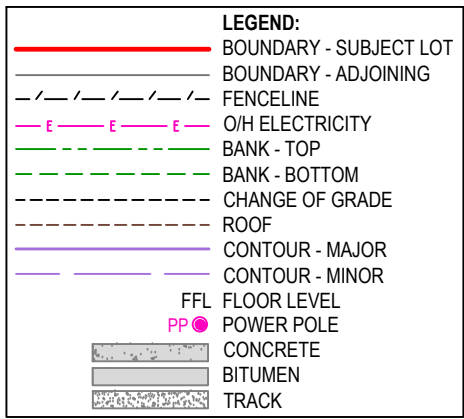 LEGEND:
BOUNDARY - SUBJECT LOT
BOUNDARY - ADJOINING
FENCELINE
E E E O/H ELECTRICITY
BANK - TOP
BANK - BOTTOM
CHANGE OF GRADE
ROOF
CONTOUR - MAJOR
CONTOUR - MINOR
FFL FLOOR LEVEL
PP POWER POLE
CONCRETE
BITUMEN
TRACK